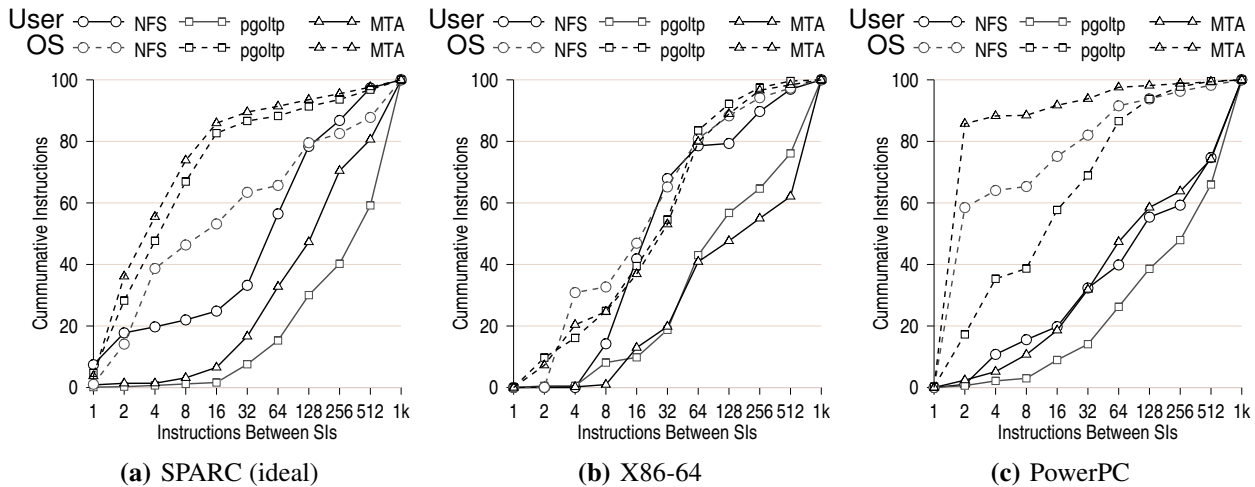 User NFS pgoltp MTA
OS NFS pgoltp MTA
Cummumative Instructions
100
80
60
40
20
0
1 2 4 8 16 32 64 128 256 512 1k
Instructions Between SIs
(a) SPARC (ideal)
User NFS pgoltp MTA
OS NFS pgoltp MTA
Cummumative Instructions
100
80
60
40
20
0
1 2 4 8 16 32 64 128 256 512 1k
Instructions Between SIs
(b) X86-64
User NFS pgoltp MTA
OS NFS pgoltp MTA
Cummumative Instructions
100
80
60
40
20
0
1 2 4 8 16 32 64 128 256 512 1k
Instructions Between SIs
(c) PowerPC